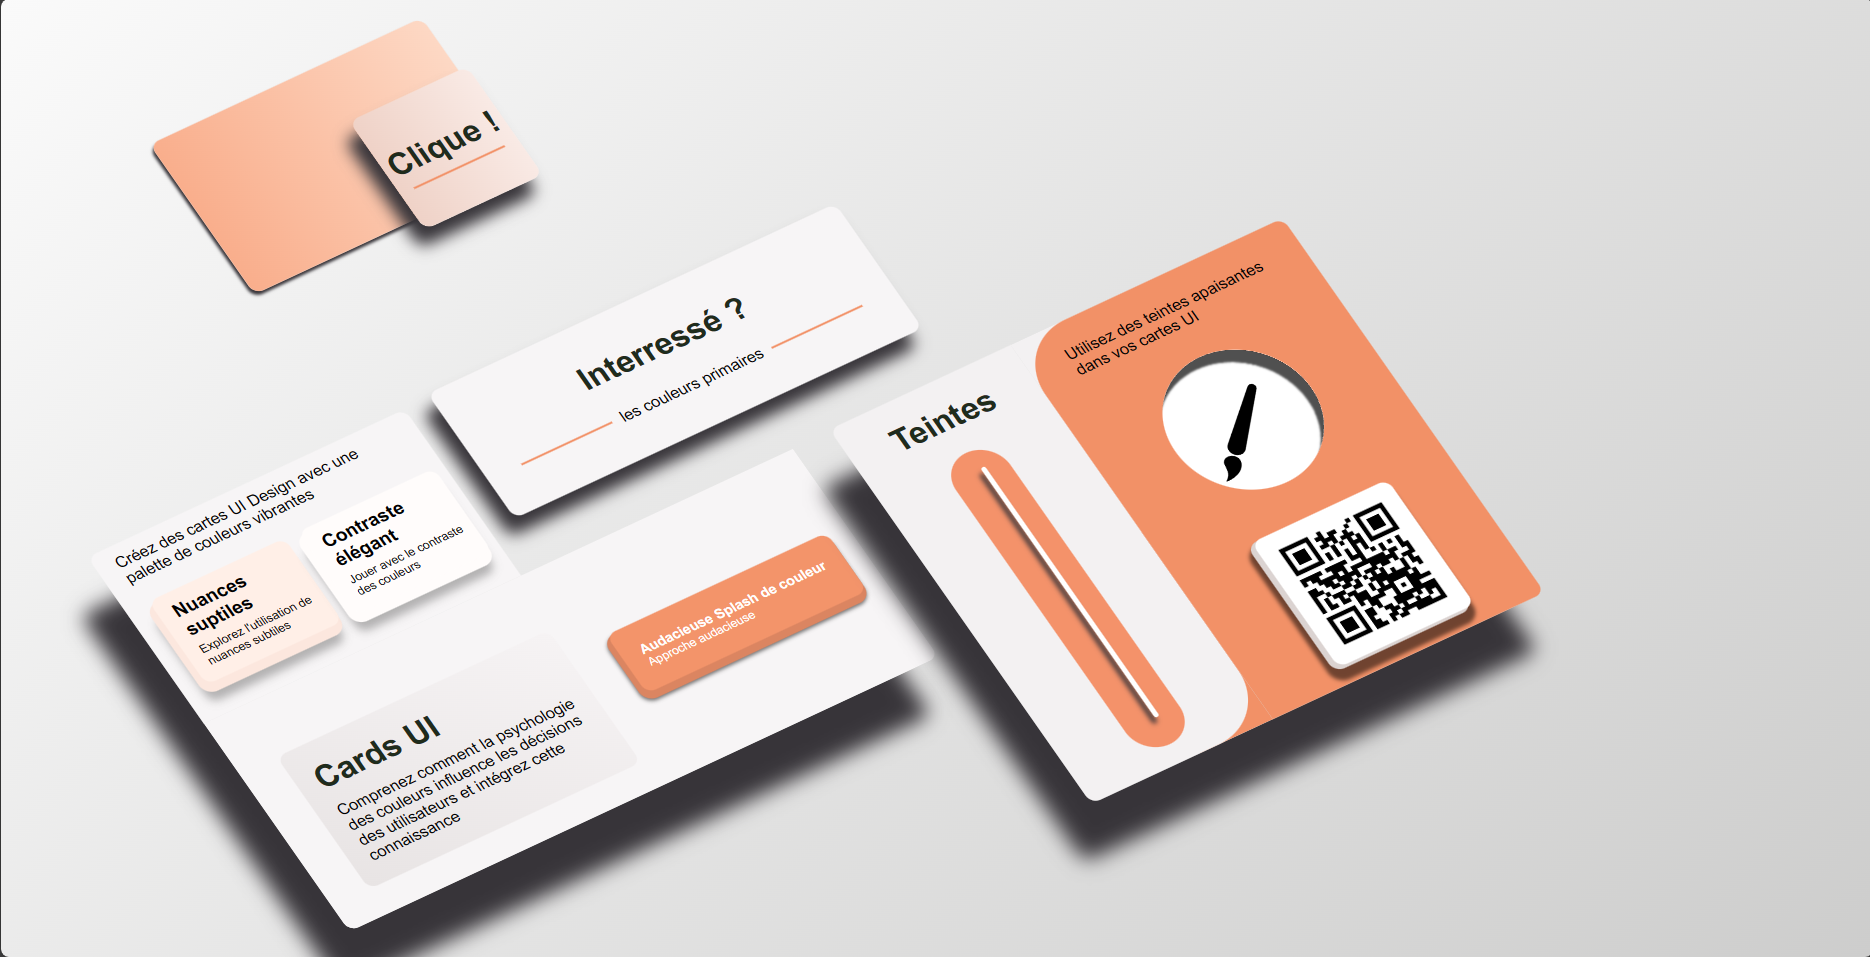 Clique !
Interressé ?
les couleurs primaires
Créez des cartes UI Design avec une
palette de couleurs vibrantes
Nuances
suptiles
Explorez l'utilisation de
nuances subtiles
Contraste
élégant
Jouer avec le contraste
des couleurs
Audacieuse Splash de couleur
Approche audacieuse
Cards UI
Comprenez comment la psychologie
des couleurs influence les décisions
des utilisateurs et intégrez cette
connaissance
Teintes
Utilisez des teintes apaisantes
dans vos cartes UI